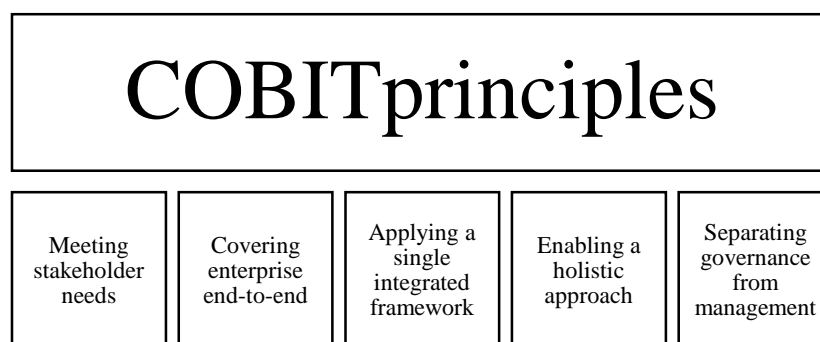 COBITprinciples
Meeting
stakeholder
needs
Covering
enterprise
end-to-end
Applying a
single
integrated
framework
Enabling a
holistic
approach
Separating
governance
from
management